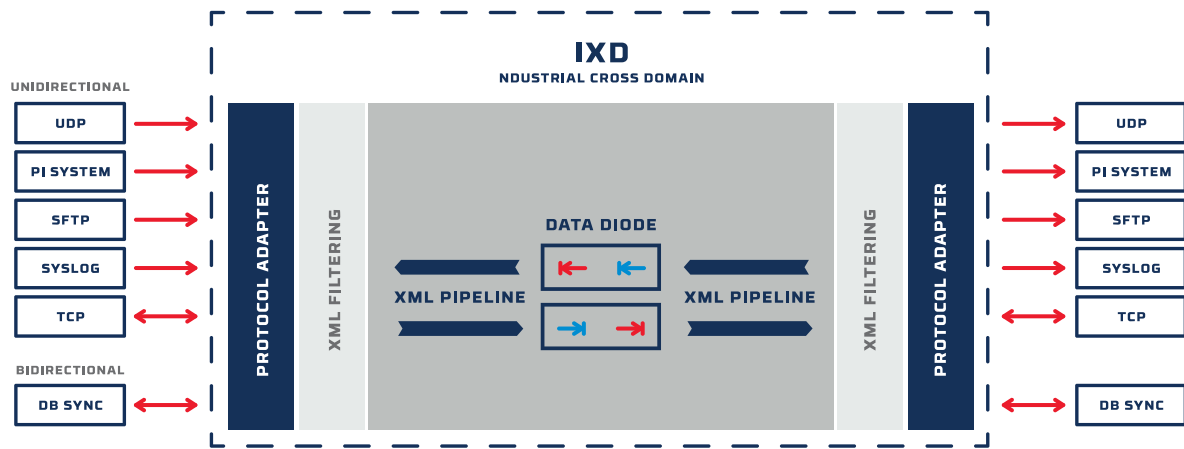 IXD
NDUSTRIAL CROSS DOMAIN
UNIDIRECTIONAL
UDP
PI SYSTEM
SFTP
SYSLOG
TCP
BIDIRECTIONAL
DB SYNC
PROTOCOL ADAPTER
XML FILTERING
DATA DIODE
XML PIPELINE
XML PIPELINE
XML FILTERING
PROTOCOL ADAPTER
UDP
PI SYSTEM
SFTP
SYSLOG
TCP
DB SYNC